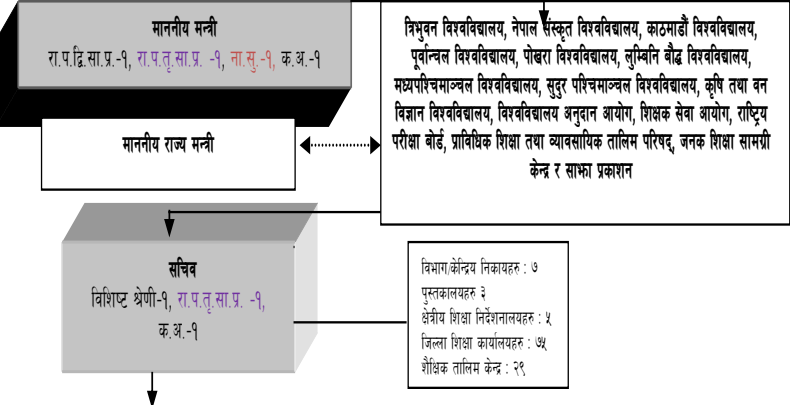 माननीय मन्त्री
रा.प.द्वि.सा.प्र.-१, रा.प.तृ.सा.प्र. -१, ना.सु.-१, क.अ.-१
त्रिभुवन विश्वविद्यालय, नेपाल संस्कृत विश्वविद्यालय, काठमाडौं विश्वविद्यालय,
पूर्वान्चल विश्वविद्यालय, पोखरा विश्वविद्यालय, लुम्बिनि बौद्ध विश्वविद्यालय,
मध्यपश्चिमाञ्चल विश्वविद्यालय, सुदुर पश्चिमाञ्चल विश्वविद्यालय, कृषि तथा वन
विज्ञान विश्वविद्यालय, विश्वविद्यालय अनुदान आयोग, शिक्षक सेवा आयोग, राष्ट्रिय
परीक्षा बोर्ड, प्राविधिक शिक्षा तथा व्यावसायिक तालिम परिषद्, जनक शिक्षा सामग्री
केन्द्र र साझा प्रकाशन
माननीय राज्य मन्त्री
सचिव
विशिष्ट श्रेणी-१, रा.प.तृ.सा.प्र. -१,
क.अ.-१
विभाग/केन्द्रिय निकायहरु : ७
पुस्तकालयहरु ३
क्षेत्रीय शिक्षा निर्देशनालयहरु : ५
जिल्ला शिक्षा कार्यालयहरु : ७५
शैक्षिक तालिम केन्द्र : २९